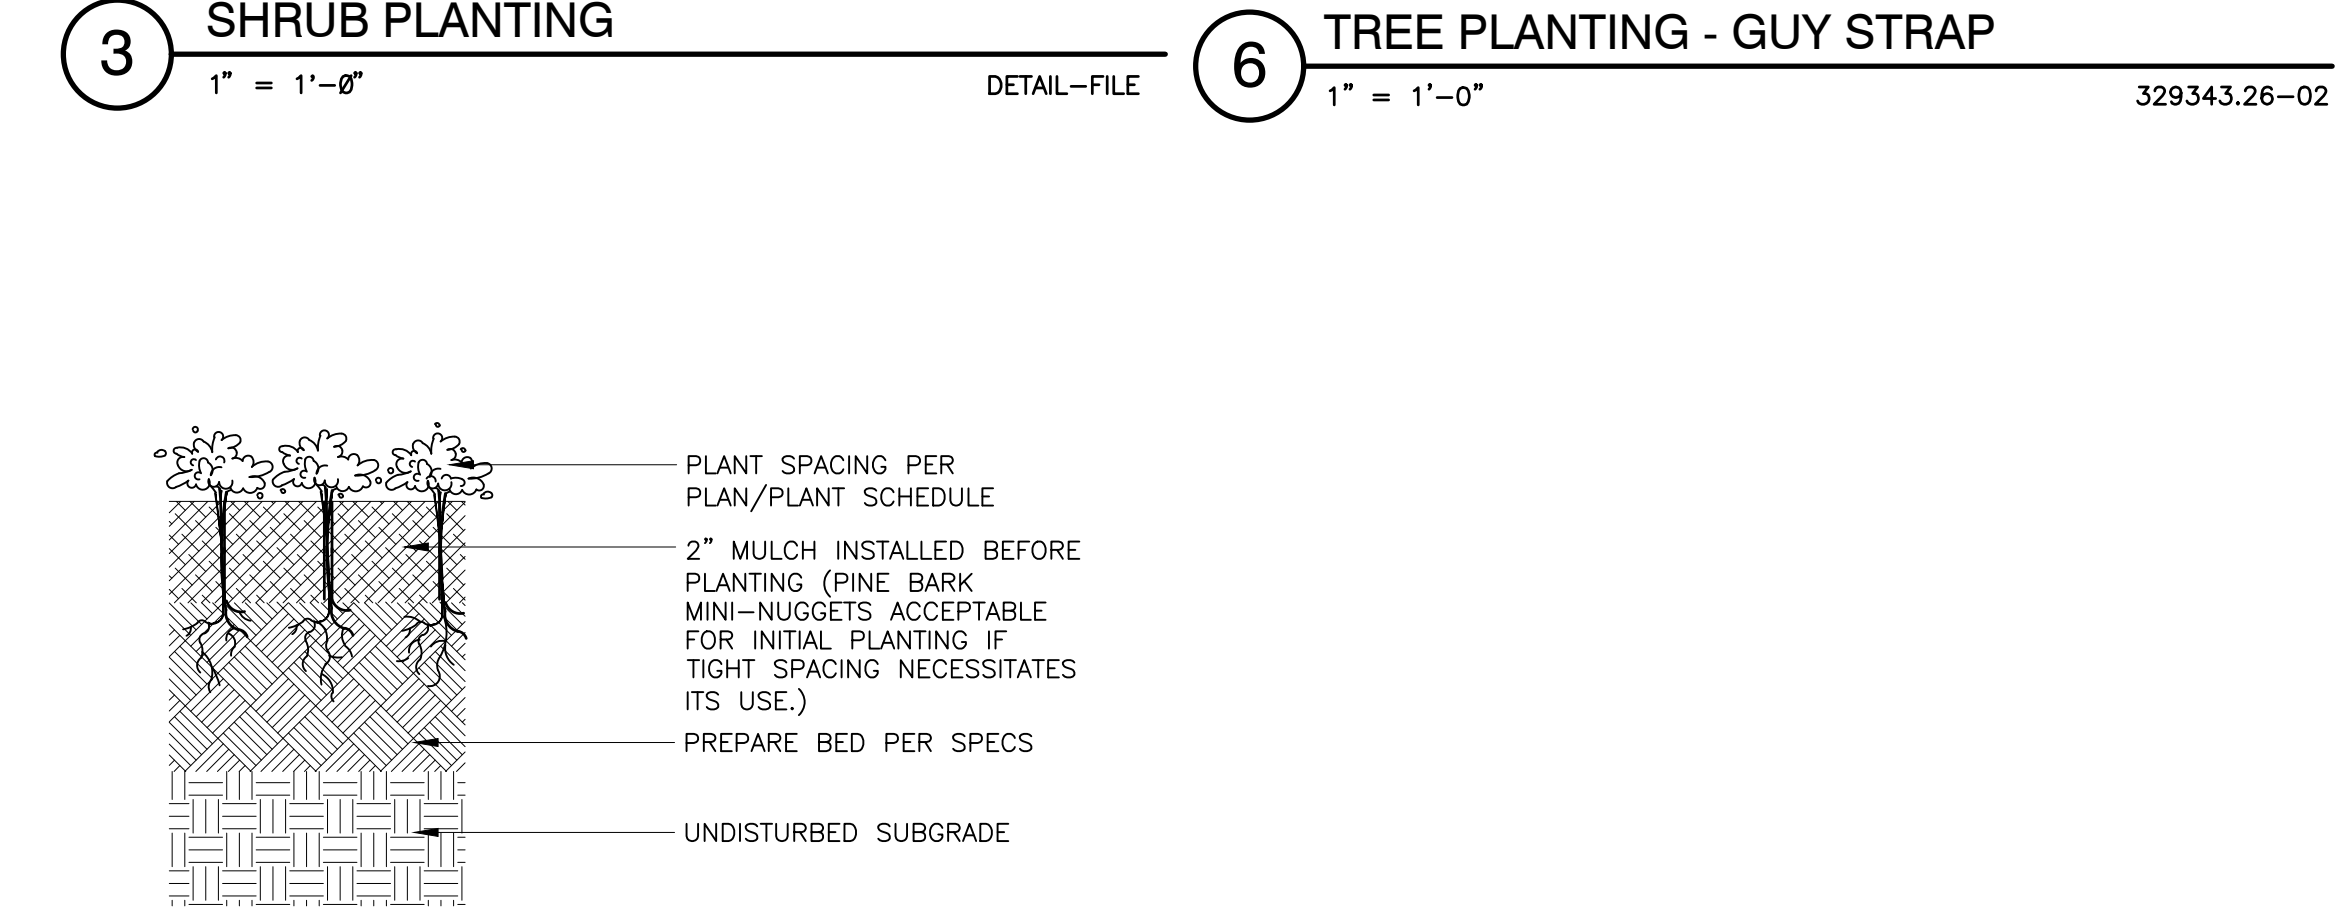 3
SHRUB PLANTING
1” = 1’–Ø”
DETAIL–FILE
6
TREE PLANTING - GUY STRAP
1” = 1’–0”
329343.26–02
PLANT SPACING PER
PLAN/PLANT SCHEDULE
2” MULCH INSTALLED BEFORE
PLANTING (PINE BARK
MINI–NUGGETS ACCEPTABLE
FOR INITIAL PLANTING IF
TIGHT SPACING NECESSITATES
ITS USE.)
PREPARE BED PER SPECS
UNDISTURBED SUBGRADE